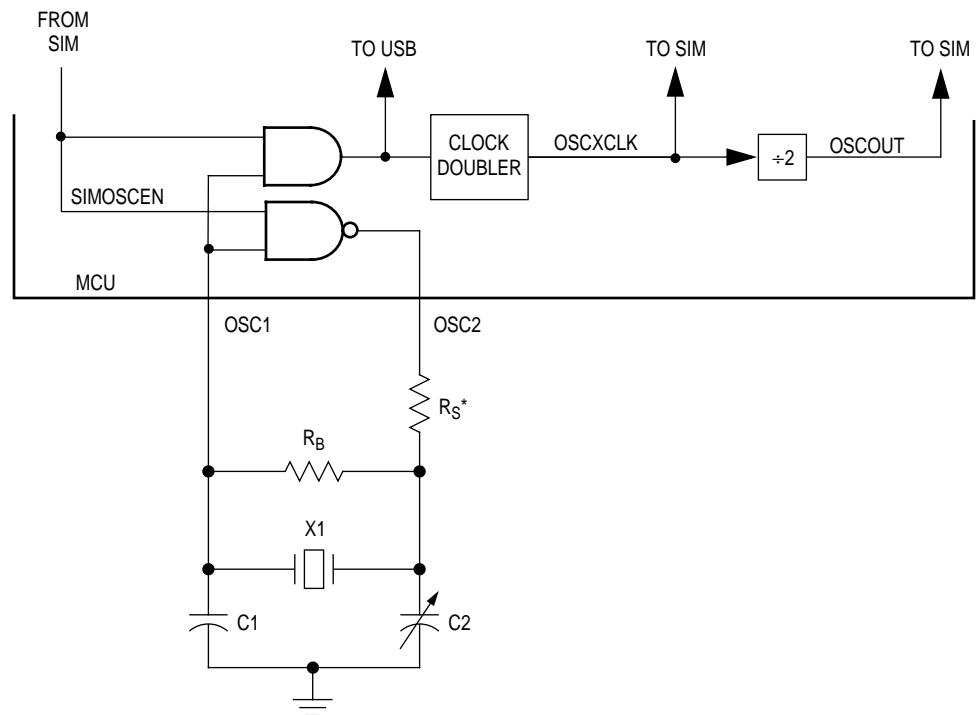 FROM
SIM
TO USB
TO SIM
TO SIM
CLOCK
DOUBLER
OSCXCLK
÷2
OSCOUT
SIMOSCEN
MCU
OSC1
OSC2
RS*
RB
X1
C1
C2